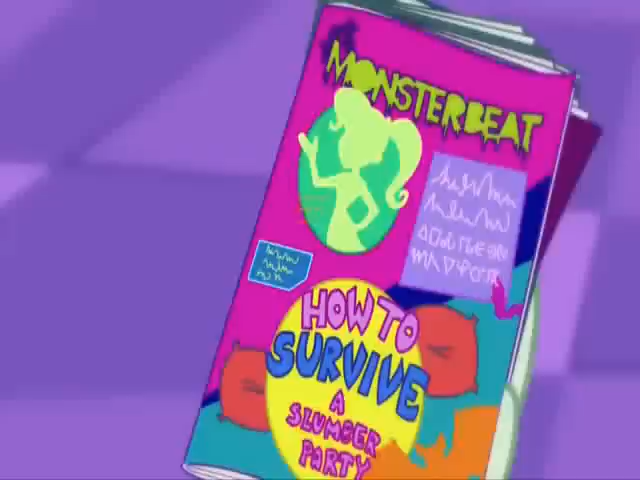 MONSTERBEAT
HOW TO
SURVIVE
A
SLUMBER
PARTY